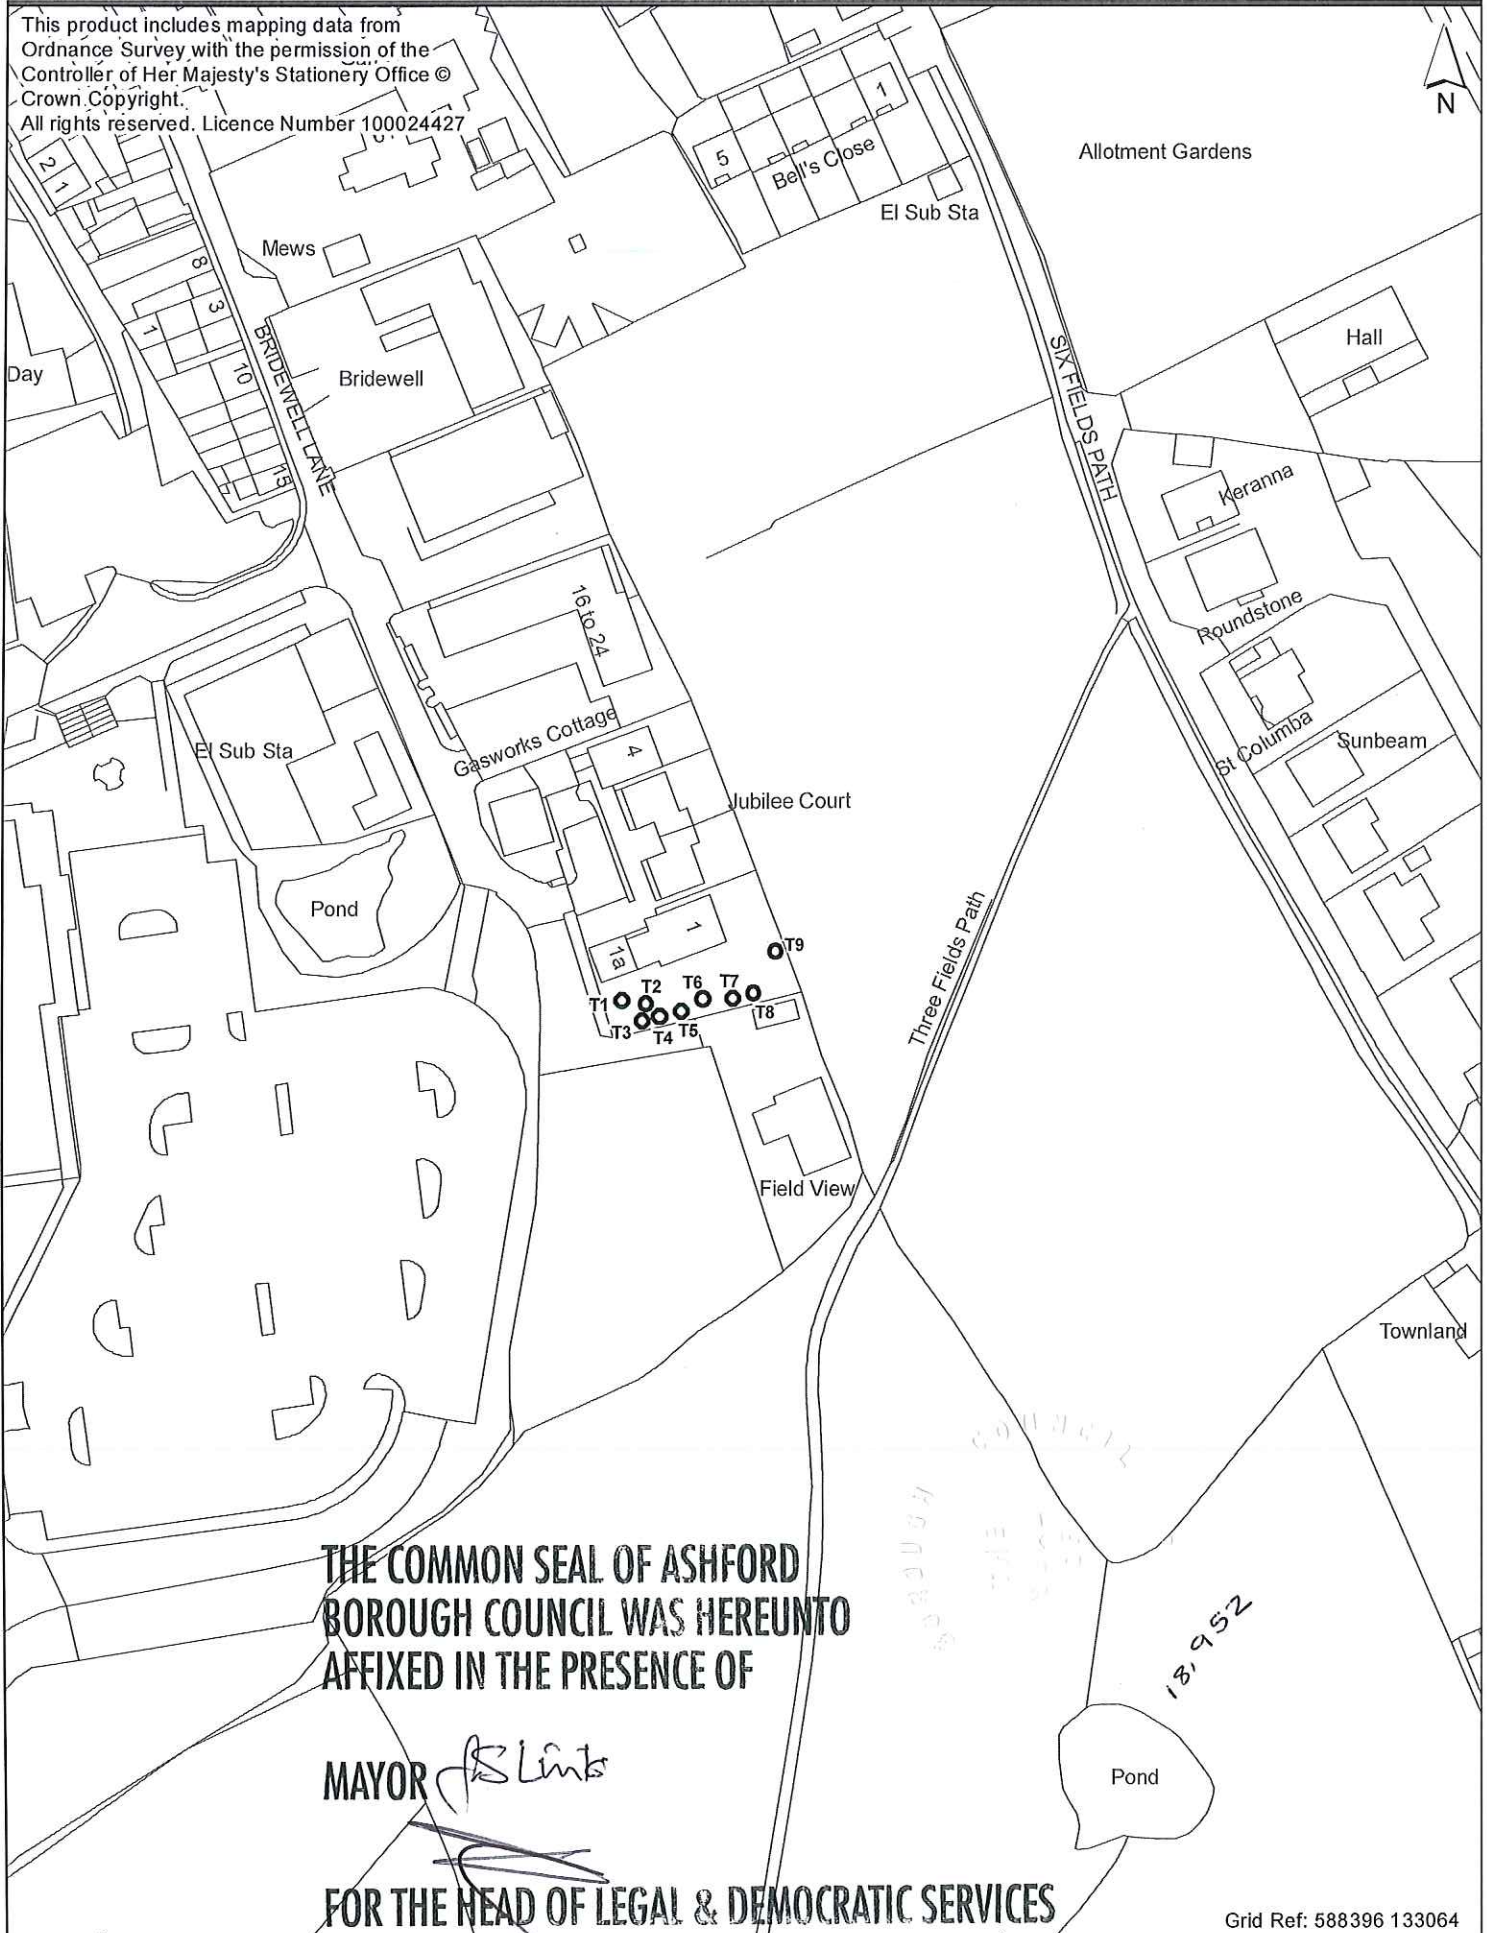 This product includes mapping data from
Ordnance Survey with the permission of the
Controller of Her Majesty's Stationery Office ©
Crown Copyright.
All rights reserved. Licence Number 100024427
N
2
1
1
5
Bell's Close
Allotment Gardens
El Sub Sta
Mews
8
3
1
Hall
Day
10
BRIDEWELL LANE
Bridewell
SIX FIELDS PATH
15
Keranna
16 to 24
Roundstone
Gasworks Cottage
El Sub Sta
4
St Columba
Sunbeam
Jubilee Court
Pond
1
1a
T9
Three Fields Path
T1
T2
T6
T7
T8
T3
T4
T5
Field View
Townland
COUNCIL
BOROUGH
THE COMMON SEAL OF ASHFORD
BOROUGH COUNCIL WAS HEREUNTO
AFFIXED IN THE PRESENCE OF
18,952
MAYOR
Pond
FOR THE HEAD OF LEGAL & DEMOCRATIC SERVICES
Grid Ref: 588396 133064